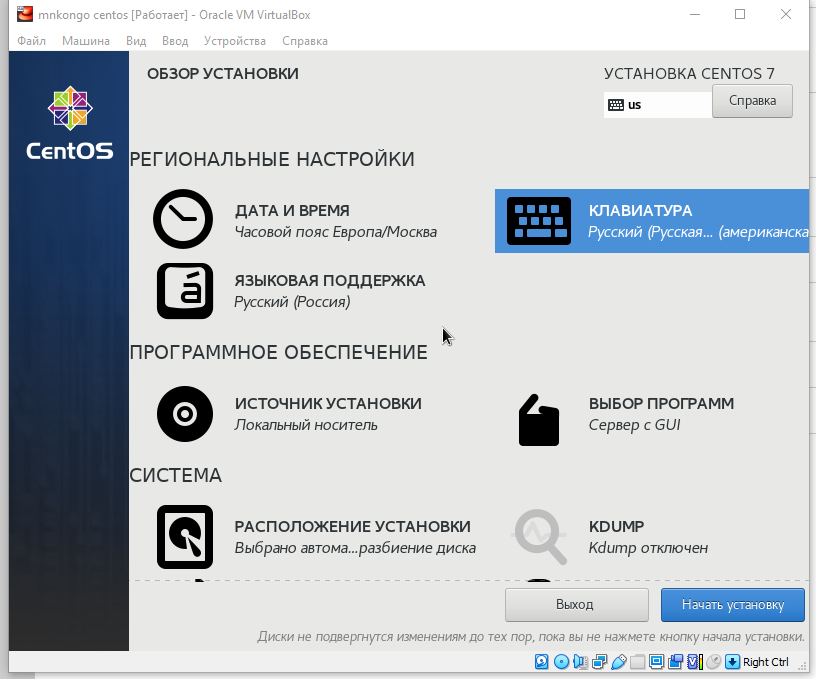 mnkongo centos [Работает] - Oracle VM VirtualBox
Файл Машина Вид Ввод Устройства Справка
ОБЗОР УСТАНОВКИ
УСТАНОВКА CENTOS 7
us
Справка
CentOS
РЕГИОНАЛЬНЫЕ НАСТРОЙКИ
ДАТА И ВРЕМЯ
Часовой пояс Европа/Москва
КЛАВИАТУРА
Русский (Русская... (американска
ЯЗЫКОВАЯ ПОДДЕРЖКА
Русский (Россия)
ПРОГРАММНОЕ ОБЕСПЕЧЕНИЕ
ИСТОЧНИК УСТАНОВКИ
Локальный носитель
ВЫБОР ПРОГРАММ
Сервер с GUI
СИСТЕМА
РАСПОЛОЖЕНИЕ УСТАНОВКИ
Выбрано автома...разбиение диска
KDUMP
Kdump отключен
Выход
Начать установку
Диски не подвергнутся изменениям до тех пор, пока вы не нажмете кнопку начала установки.
Right Ctrl